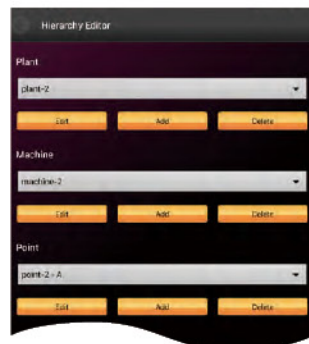 Hierarchy Editor
Plant
plant-2
Edit Add Delete
Machine
machine-2
Edit Add Delete
Point
point-2 - A
Edit Add Delete